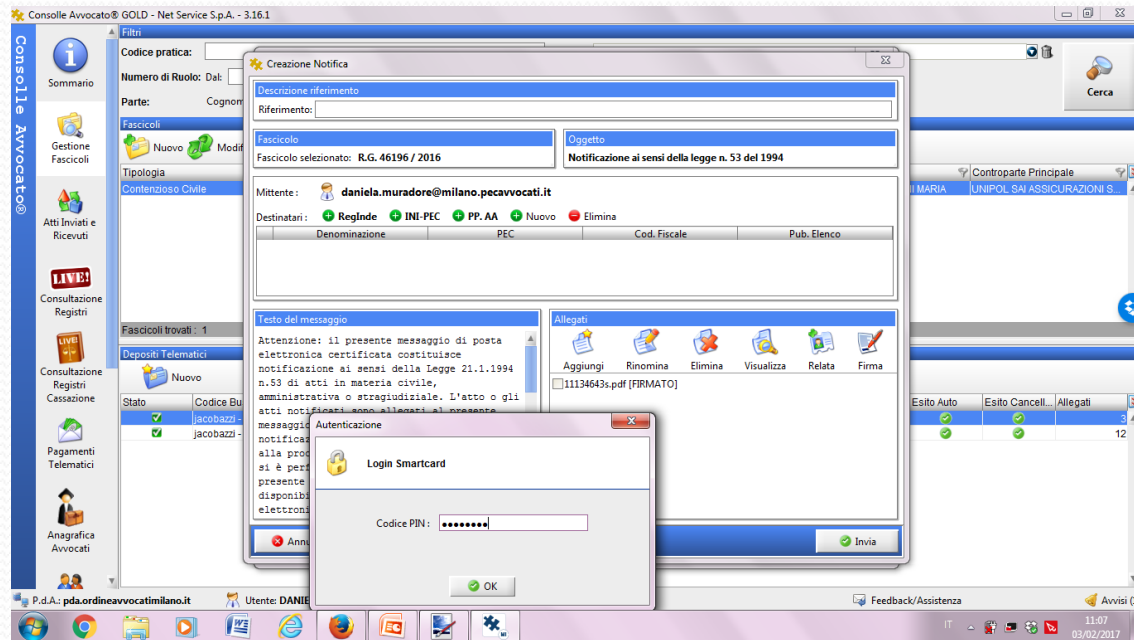 Consolle Avvocato® GOLD - Net Service S.p.A. - 3.16.1
Consolle Avvocato®
Sommario
Gestione
Fascicoli
Atti Inviati e
Ricevuti
LIVE!
Consultazione
Registri
LIVE
Consultazione
Registri
Cassazione
Pagamenti
Telematici
Anagrafica
Avvocati
Filtri
Codice pratica:
Numero di Ruolo: Dal:
Parte: Cognom
Cerca
Fascicoli
Nuovo Modif
Tipologia
Controparte Principale
Contenzioso Civile
I MARIA
UNIPOL SAI ASSICURAZIONI S...
Fascicoli trovati : 1
Depositi Telematici
Nuovo
Stato Codice Bu
Esito Auto Esito Cancell... Allegati
jacobazzi - 3
jacobazzi - 12
Creazione Notifica
Descrizione riferimento
Riferimento:
Fascicolo
Fascicolo selezionato: R.G. 46196 / 2016
Oggetto
Notificazione ai sensi della legge n. 53 del 1994
Mittente : daniela.muradore@milano.pecavvocati.it
Destinatari : RegInde INI-PEC PP. AA Nuovo Elimina
Denominazione PEC Cod. Fiscale Pub. Elenco
Testo del messaggio
Attenzione: il presente messaggio di posta
elettronica certificata costituisce
notificazione ai sensi della Legge 21.1.1994
n.53 di atti in materia civile,
amministrativa o stragiudiziale. L'atto o gli
atti notificati sono allegati al presente
messaggi
notificaz
alla pro
si è per
presente
disponibi
elettroni
Allegati
Aggiungi Rinomina Elimina Visualizza Relata Firma
11134643s.pdf [FIRMATO]
Annu
Invia
Autenticazione
Login Smartcard
Codice PIN : ••••••••
OK
P.d.A.: pda.ordineavvocatimilano.it Utente: DANIE
Feedback/Assistenza
Avvisi (
IT
11:07
03/02/2017